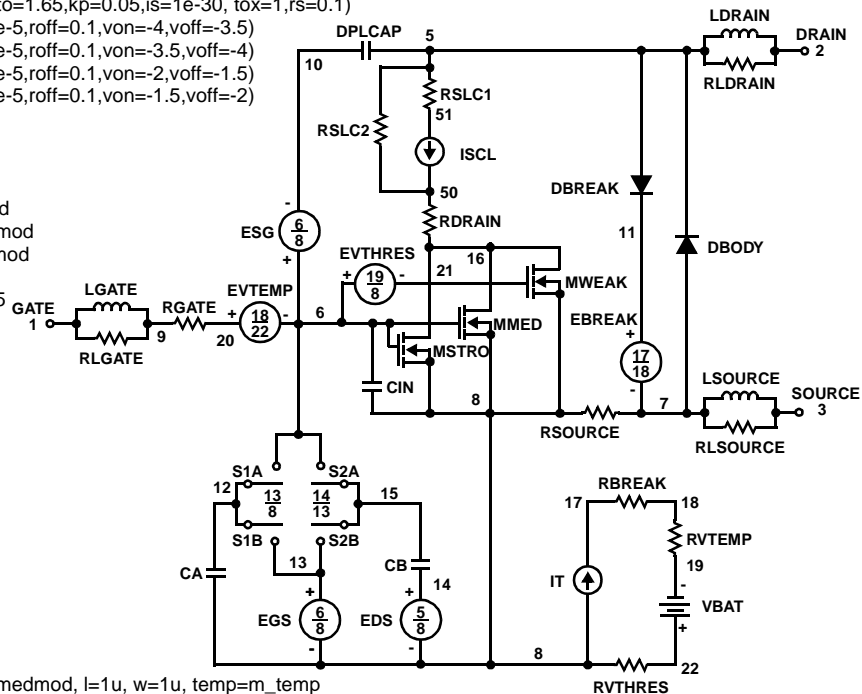 to=1.65,kp=0.05,is=1e-30, tox=1,rs=0.1)
e-5,roff=0.1,von=-4,voff=-3.5)
e-5,roff=0.1,von=-3.5,voff=-4)
e-5,roff=0.1,von=-2,voff=-1.5)
e-5,roff=0.1,von=-1.5,voff=-2)
DPLCAP
5
10
LDRAIN
DRAIN
2
RLDRAIN
RSLC1
51
RSLC2
ISCL
50
RDRAIN
DBREAK
11
DBODY
d
mod
mod
5
-
ESG
6
8
+
EVTHRES
+
19
8
-
21
16
MWEAK
LGATE
GATE
1
RLGATE
9
RGATE
20
EVTEMP
+
18
22
-
6
MMED
MSTRO
CIN
8
EBREAK
+
17
18
-
7
RSOURCE
LSOURCE
SOURCE
3
RLSOURCE
S1A
S2A
12
13
8
14
13
15
S1B
S2B
13
CA
CB
14
EGS
+
6
8
-
EDS
+
5
8
-
RBREAK
17
18
RVTEMP
19
IT
-
VBAT
+
8
22
RVTHRES
medmod, l=1u, w=1u, temp=m_temp